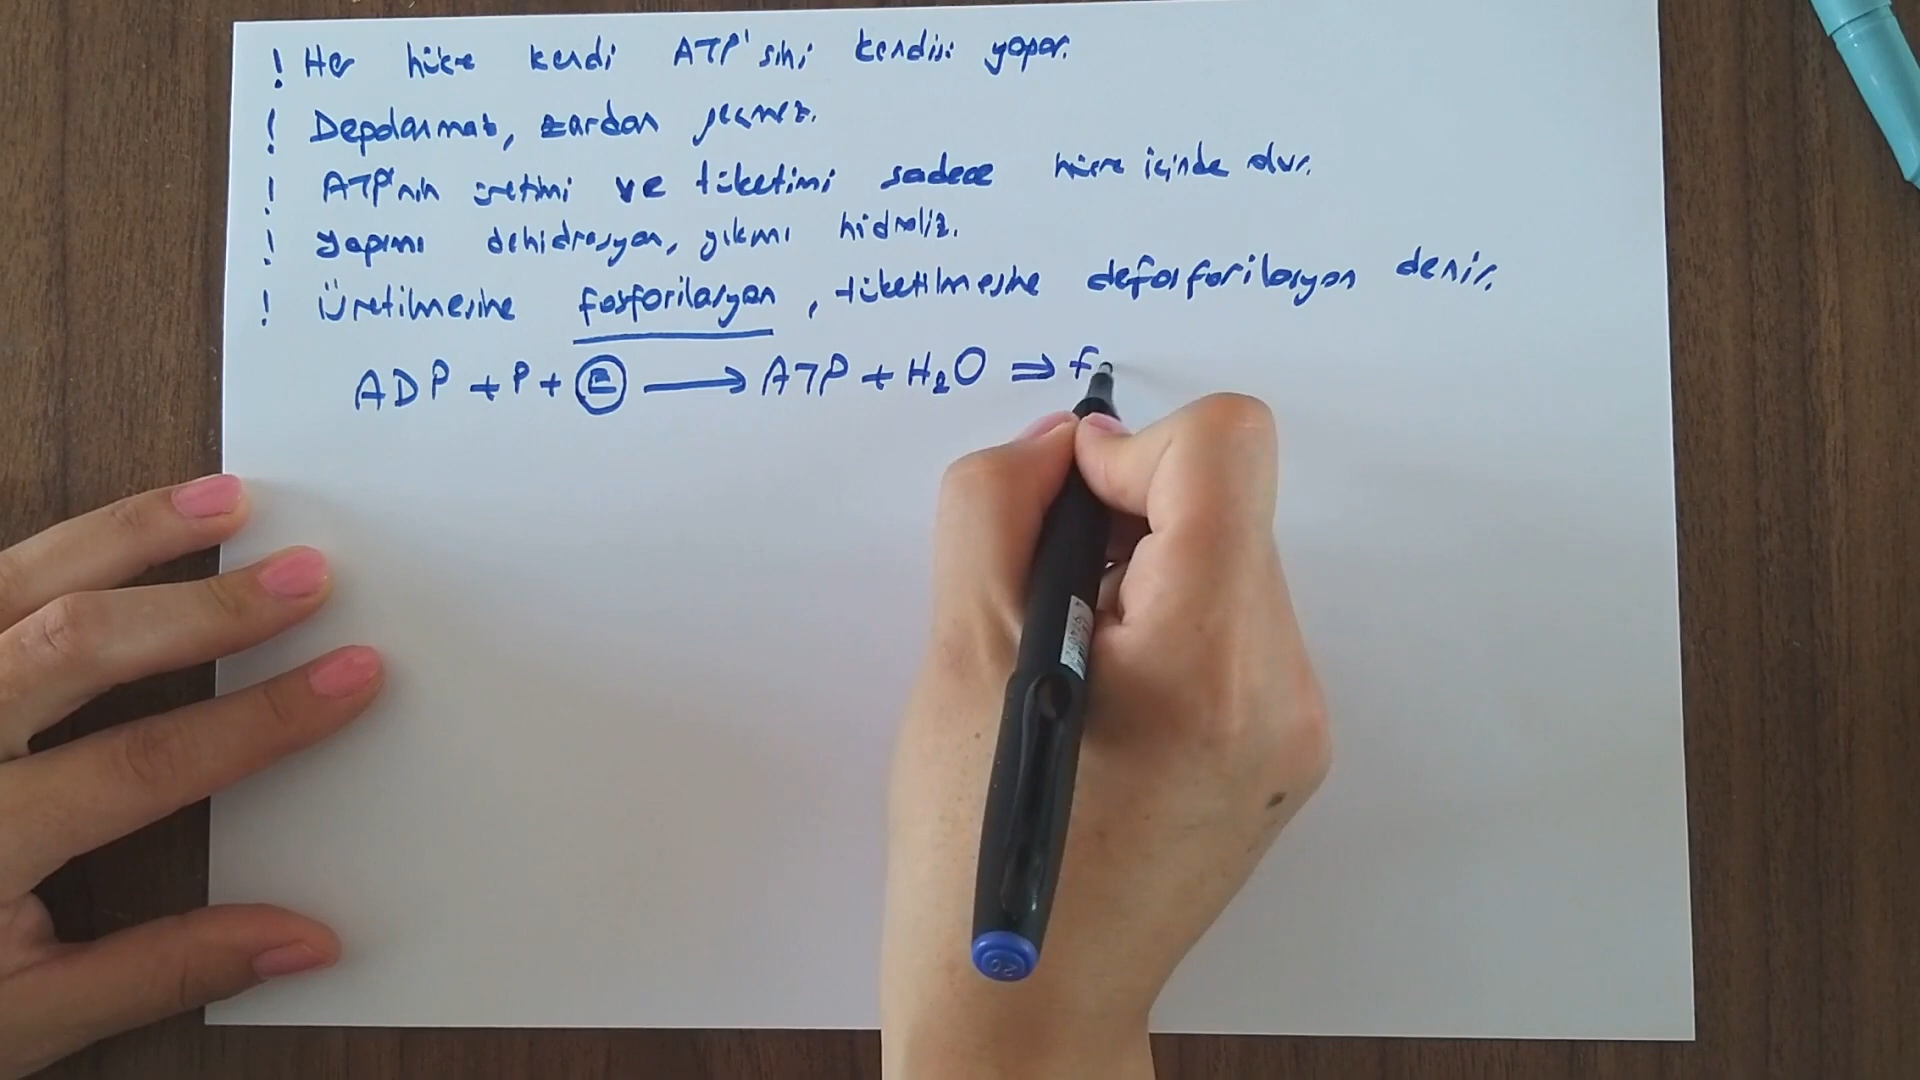 ! Her hücre kendi ATP'sini kendisi yapar.
! Depolanmaz, zardan geçmez.
! ATP'nin üretimi ve tüketimi sadece hücre içinde olur.
! Yapımı dehidrasyon, yıkımı hidroliz.
! Üretilmesine fosforilasyon, tüketilmesine defosforilasyon denir.
ADP + P + E → ATP + H₂O ⇒ f